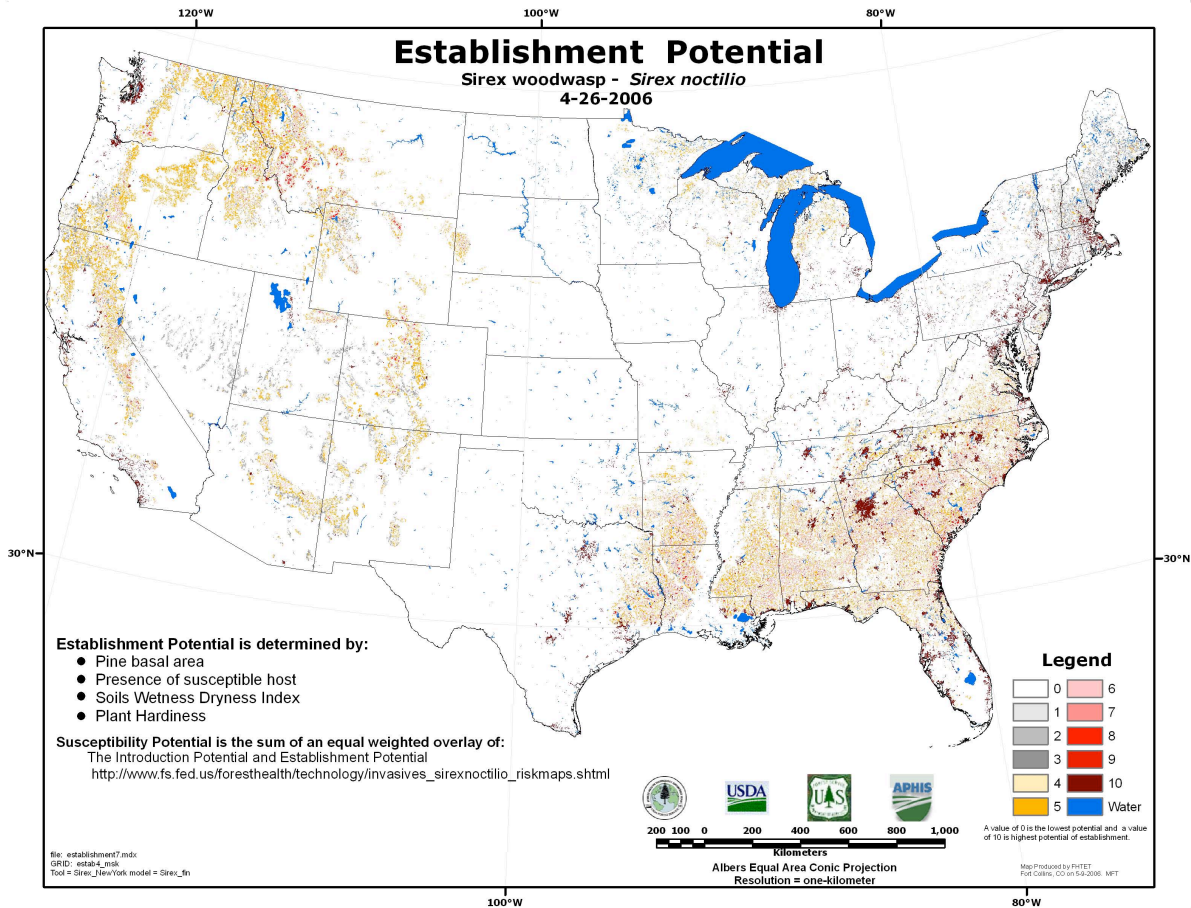 120°W 100°W 80°W
Establishment Potential
Sirex woodwasp - Sirex noctilio
4-26-2006
30°N 30°N
Establishment Potential is determined by:
● Pine basal area
● Presence of susceptible host
● Soils Wetness Dryness Index
● Plant Hardiness
Susceptibility Potential is the sum of an equal weighted overlay of:
The Introduction Potential and Establishment Potential
http://www.fs.fed.us/foresthealth/technology/invasives_sirexnoctilio_riskmaps.shtml
Legend
0 6
1 7
2 8
3 9
4 10
5 Water
A value of 0 is the lowest potential and a value
of 10 is highest potential of establishment.
USDA
U S
APHIS
200 100 0 200 400 600 800 1,000
Kilometers
Albers Equal Area Conic Projection
Resolution = one-kilometer
file: establishment7.mdx
GRID: estab4_msk
Tool = Sirex_NewYork model = Sirex_fin
Map Produced by FHTET
Fort Collins, CO on 5-9-2006 MFT
100°W 80°W